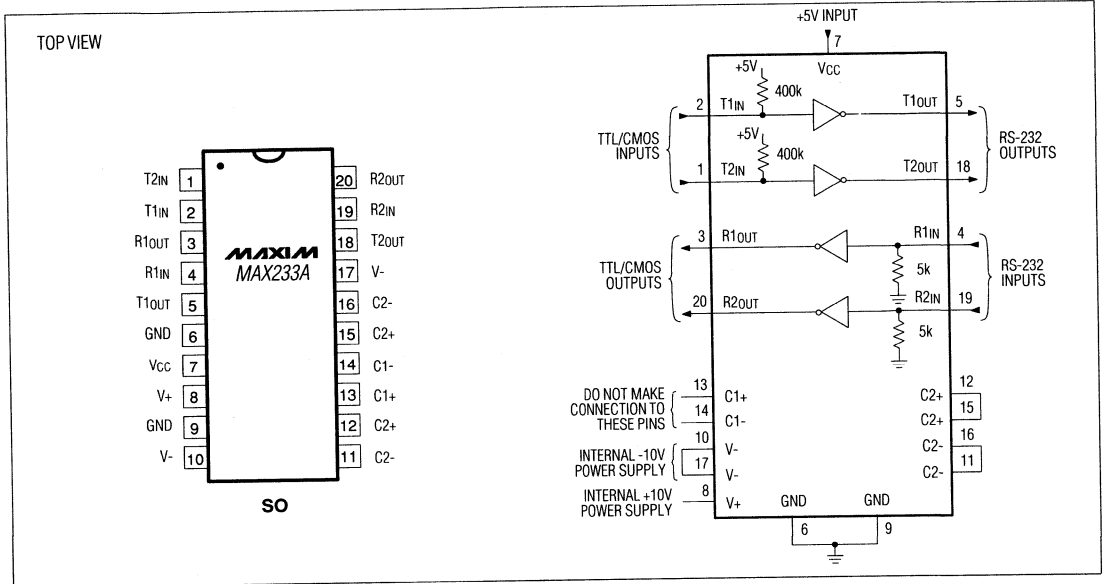 TOP VIEW
T2IN 1
T1IN 2
R1OUT 3
R1IN 4
T1OUT 5
GND 6
VCC 7
V+ 8
GND 9
V- 10
MAXIM
MAX233A
20 R2OUT
19 R2IN
18 T2OUT
17 V-
16 C2-
15 C2+
14 C1-
13 C1+
12 C2+
11 C2-
SO
+5V INPUT
7
VCC
+5V
400k
2 T1IN
T1OUT 5
+5V
400k
1 T2IN
T2OUT 18
TTL/CMOS
INPUTS
RS-232
OUTPUTS
3 R1OUT
R1IN 4
5k
20 R2OUT
R2IN 19
5k
TTL/CMOS
OUTPUTS
RS-232
INPUTS
DO NOT MAKE
CONNECTION TO
THESE PINS
13 C1+
14 C1-
INTERNAL -10V
POWER SUPPLY
10 V-
17 V-
INTERNAL +10V
POWER SUPPLY
8 V+
C2+ 12
C2+ 15
C2- 16
C2- 11
GND GND
6 9